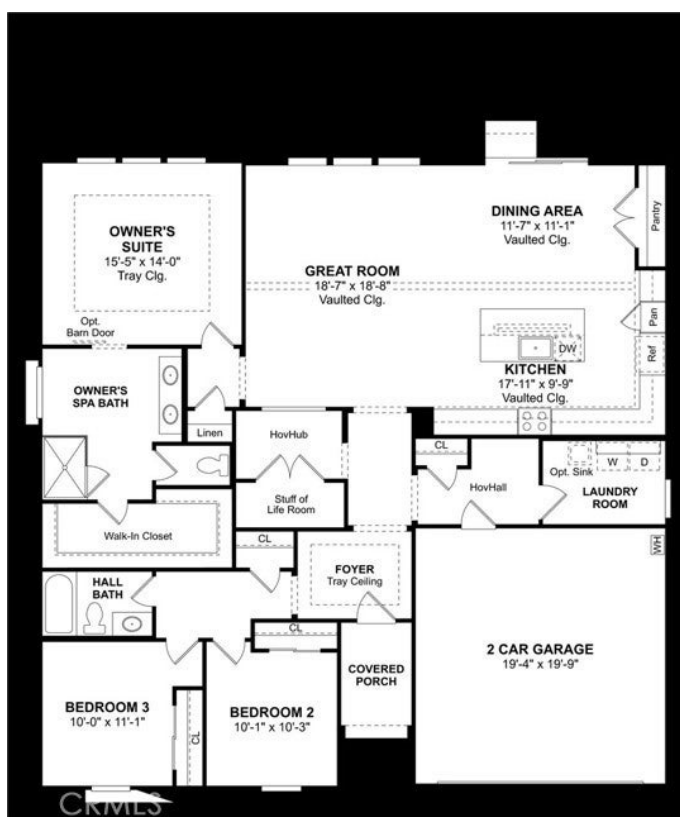 OWNER'S
SUITE
15'-5" x 14'-0"
Tray Clg.
Opt.
Barn Door
DINING AREA
11'-7" x 11'-1"
Vaulted Clg.
Pantry
GREAT ROOM
18'-7" x 18'-8"
Vaulted Clg.
Pan
Ref
DW
KITCHEN
17'-11" x 9'-9"
Vaulted Clg.
OWNER'S
SPA BATH
Linen
HovHub
Stuff of
Life Room
CL
HovHall
Opt. Sink
W
D
LAUNDRY
ROOM
Walk-In Closet
CL
FOYER
Tray Ceiling
WH
HALL
BATH
CL
COVERED
PORCH
2 CAR GARAGE
19'-4" x 19'-9"
BEDROOM 3
10'-0" x 11'-1"
CL
BEDROOM 2
10'-1" x 10'-3"
CRMLS